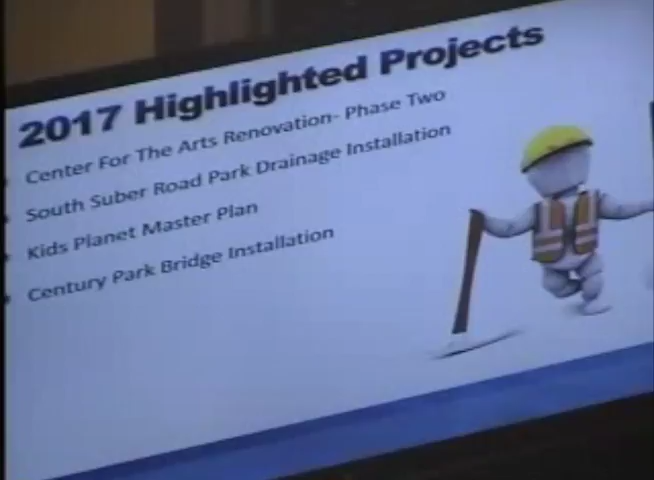 2017 Highlighted Projects
Center For The Arts Renovation- Phase Two
South Suber Road Park Drainage Installation
Kids Planet Master Plan
Century Park Bridge Installation